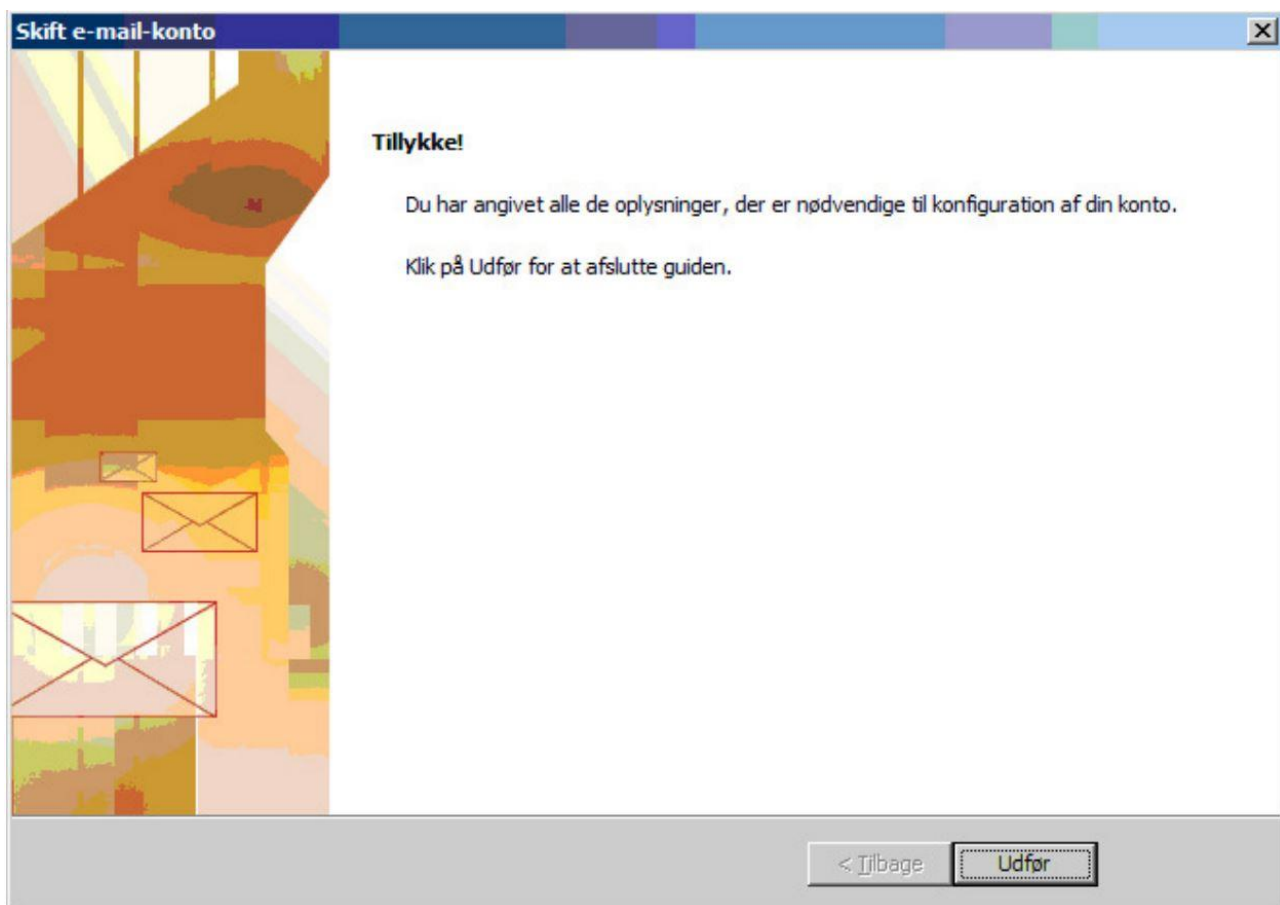 Skift e-mail-konto
Tillykke!
Du har angivet alle de oplysninger, der er nødvendige til konfiguration af din konto.
Klik på Udfør for at afslutte guiden.
< Tilbage
Udfør